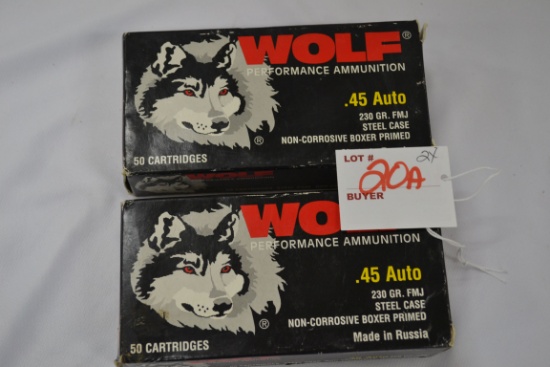 WOLF®
PERFORMANCE AMMUNITION
.45 Auto
230 GR. FMJ
STEEL CASE
NON-CORROSIVE BOXER PRIMED
®
50 CARTRIDGES
LOT #
2X
20A
BUYER
WOLF
PERFORMANCE AMMUNITION
.45 Auto
230 GR. FMJ
STEEL CASE
NON-CORROSIVE BOXER PRIMED
®
50 CARTRIDGES
Made in Russia